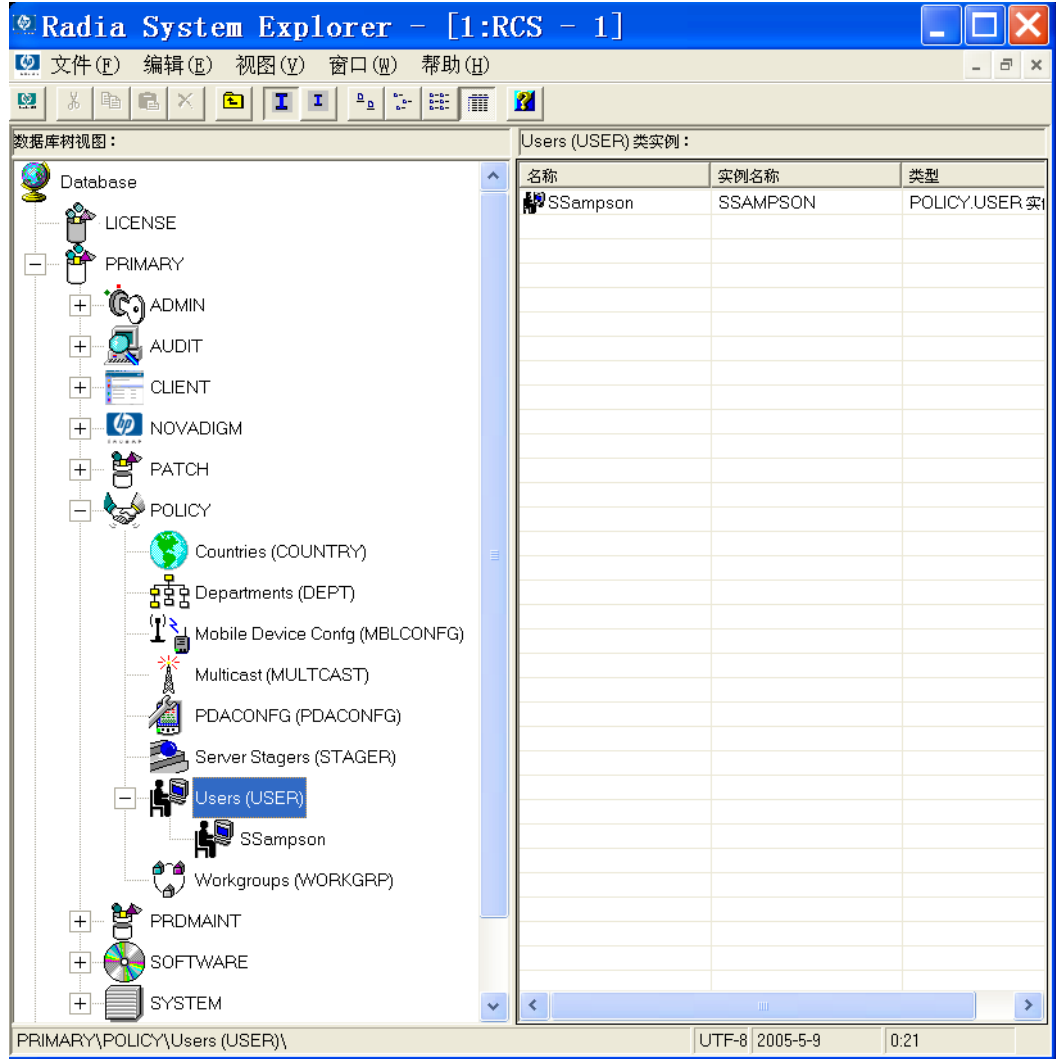 Radia System Explorer - [1:RCS - 1]
文件(F) 编辑(E) 视图(V) 窗口(W) 帮助(H)
数据库树视图：
Users (USER) 类实例：
Database
LICENSE
PRIMARY
ADMIN
AUDIT
CLIENT
NOVADIGM
PATCH
POLICY
Countries (COUNTRY)
Departments (DEPT)
Mobile Device Confg (MBLCONFG)
Multicast (MULTCAST)
PDACONFG (PDACONFG)
Server Stagers (STAGER)
Users (USER)
SSampson
Workgroups (WORKGRP)
PRDMAINT
SOFTWARE
SYSTEM
名称 实例名称 类型
SSampson SSAMPSON POLICY.USER
PRIMARY\POLICY\Users (USER)\ UTF-8 2005-5-9 0:21